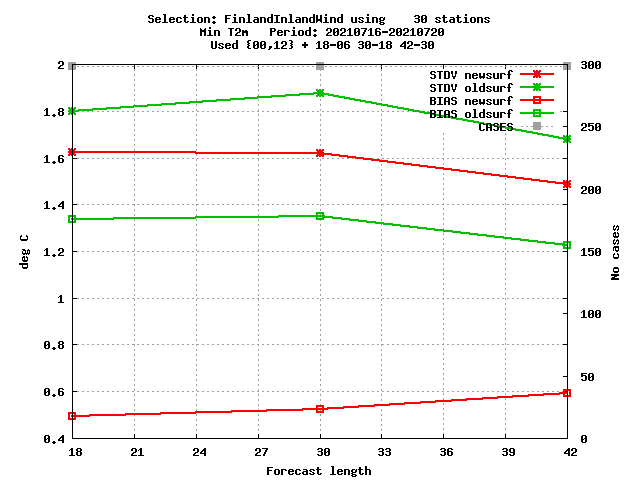 Selection: FinlandInlandWind using    30 stations
Min T2m   Period: 20210716-20210720
Used {00,12} + 18-06 30-18 42-30
STDV newsurf
STDV oldsurf
BIAS newsurf
BIAS oldsurf
CASES
deg C
2
1.8
1.6
1.4
1.2
1
0.8
0.6
0.4
300
250
200
150
100
50
0
No cases
18 21 24 27 30 33 36 39 42
Forecast length